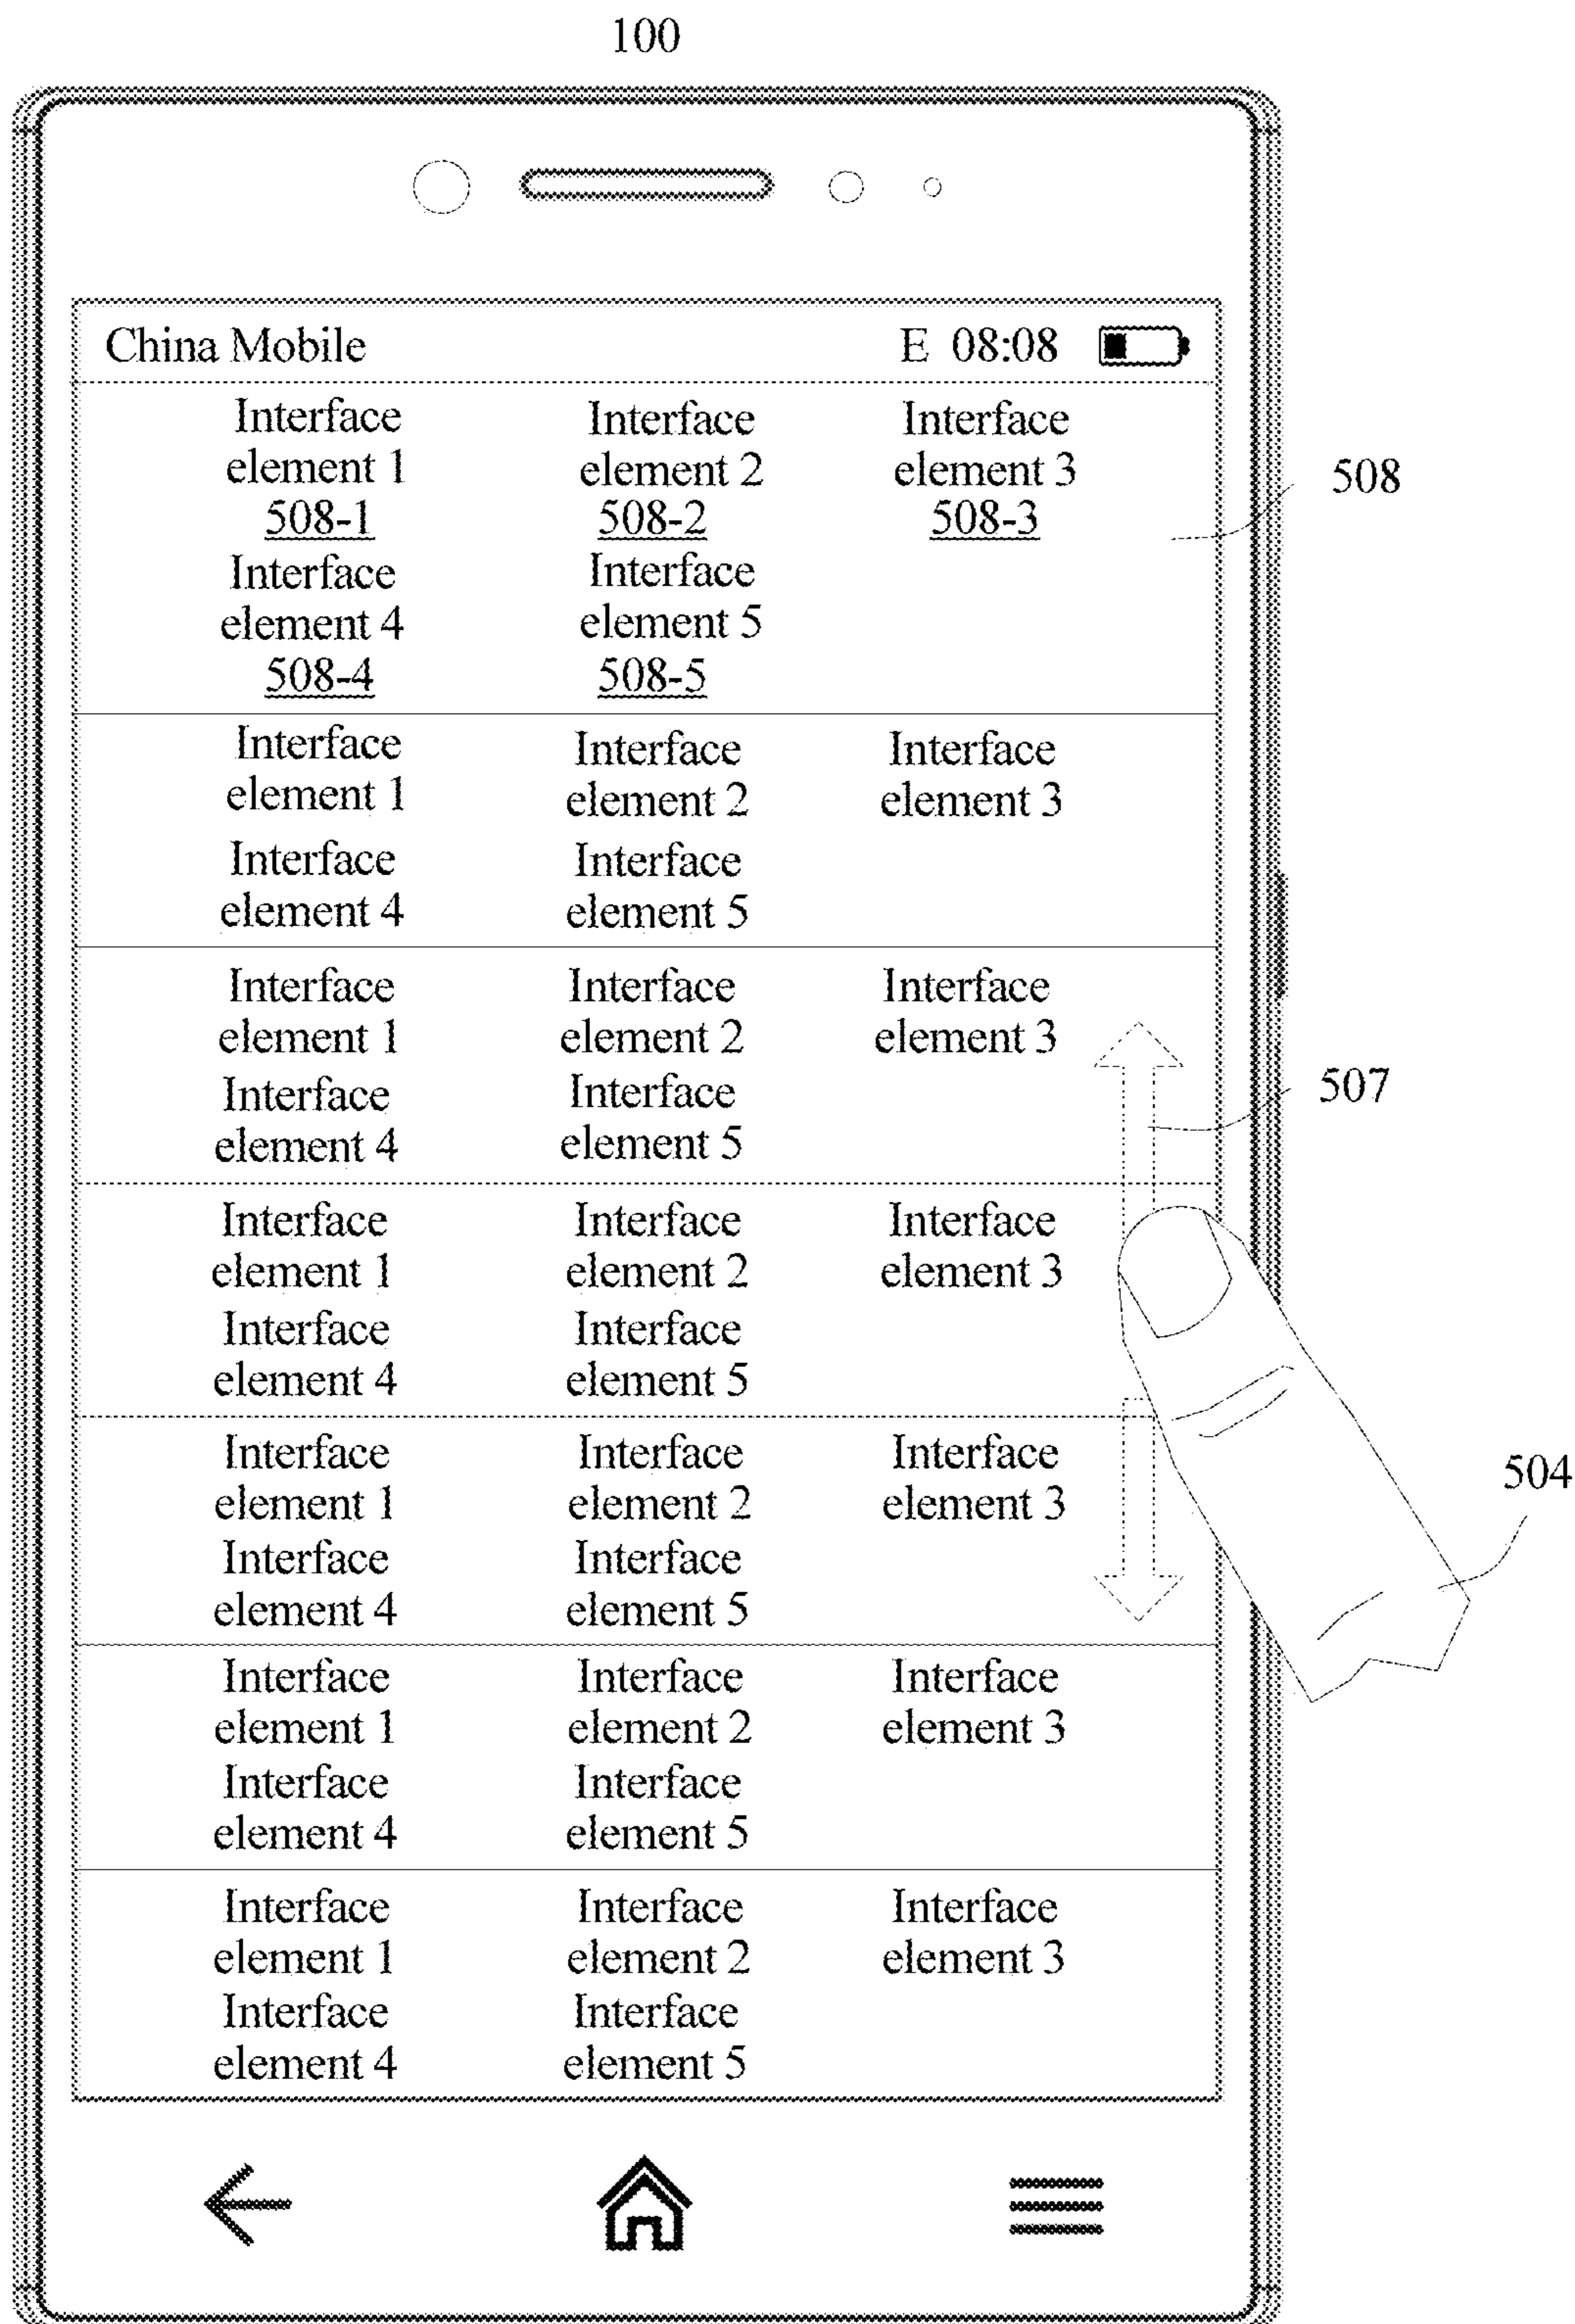 100
China Mobile E 08:08
Interface Interface Interface
element 1 element 2 element 3
508
508-1 508-2 508-3
Interface Interface
element 4 element 5
508-4 508-5
Interface Interface Interface
element 1 element 2 element 3
Interface Interface
element 4 element 5
Interface Interface Interface
element 1 element 2 element 3
507
Interface Interface
element 4 element 5
Interface Interface Interface
element 1 element 2 element 3
Interface Interface
element 4 element 5
Interface Interface Interface
element 1 element 2 element 3
504
Interface Interface
element 4 element 5
Interface Interface Interface
element 1 element 2 element 3
Interface Interface
element 4 element 5
Interface Interface Interface
element 1 element 2 element 3
Interface Interface
element 4 element 5